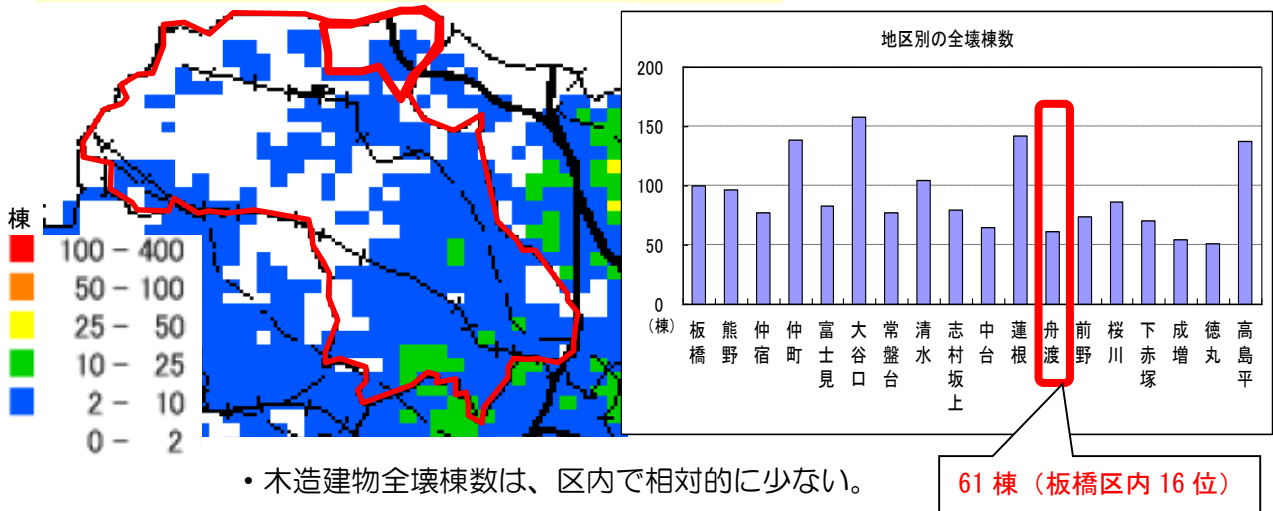 棟
100 - 400
50 - 100
25 - 50
10 - 25
2 - 10
0 - 2
地区別の全壊棟数
200
150
100
50
0
(棟)
板橋
熊野
仲宿
仲町
富士見
大谷口
常盤台
清水
志村坂上
中台
蓮根
舟渡
前野
桜川
下赤塚
成増
徳丸
高島平
61 棟（板橋区内 16 位）
・木造建物全壊棟数は、区内で相対的に少ない。